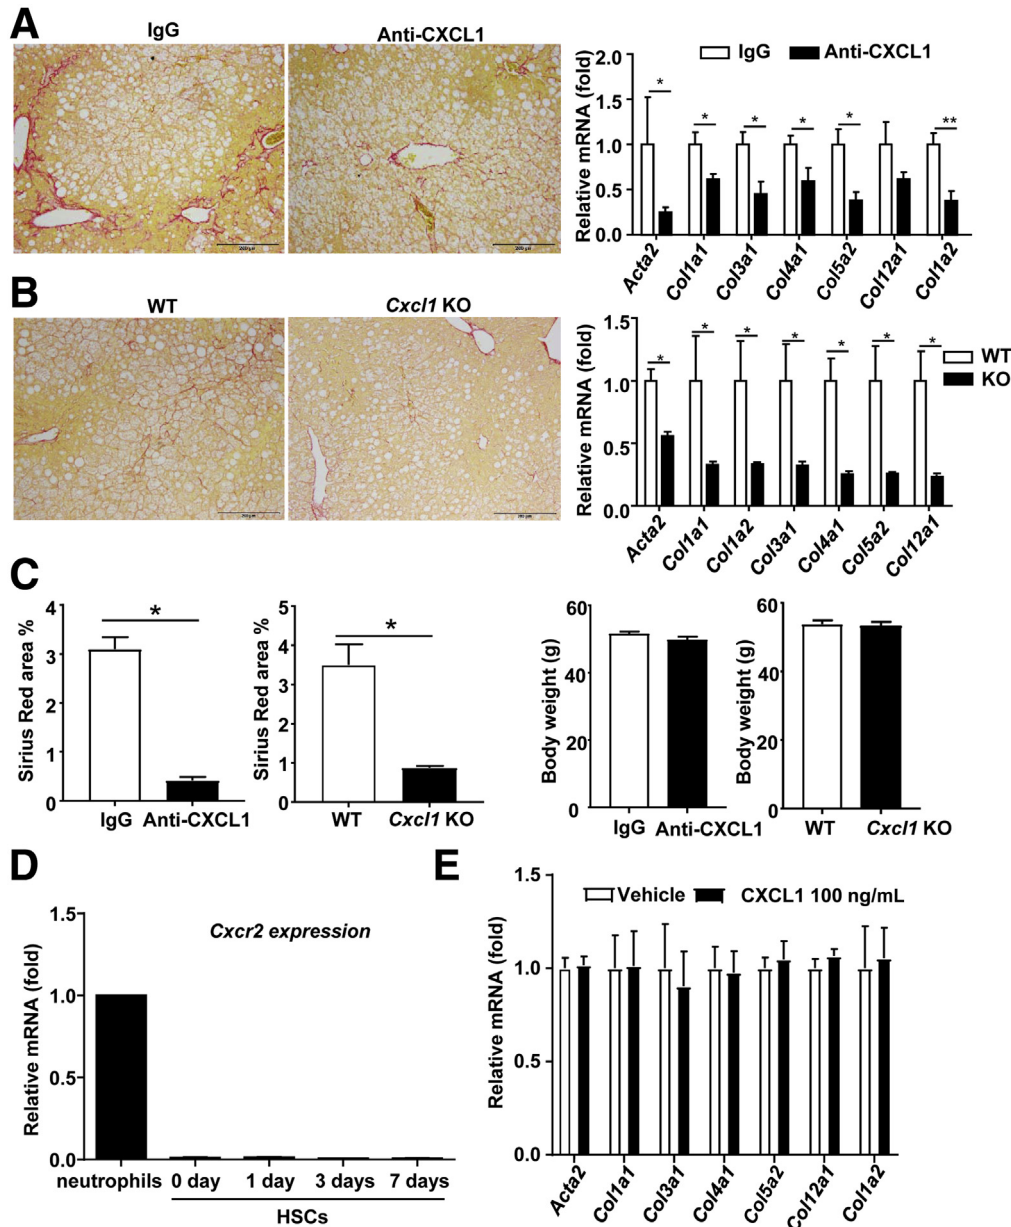 A
IgG
Anti-CXCL1
IgG Anti-CXCL1
Relative mRNA (fold)
2.0
1.5
1.0
0.5
0.0
* * * * * **
Acta2 Col1a1 Col3a1 Col4a1 Col5a2 Col12a1 Col1a2
B
WT
Cxcl1 KO
Relative mRNA (fold)
1.5
1.0
0.5
0.0
* * * * * * *
WT
KO
Acta2 Col1a1 Col1a2 Col3a1 Col4a1 Col5a2 Col12a1
C
Sirius Red area %
4
3
2
1
0
*
IgG Anti-CXCL1
Sirius Red area %
5
4
3
2
1
0
*
WT Cxcl1 KO
Body weight (g)
60
40
20
0
IgG Anti-CXCL1
Body weight (g)
60
40
20
0
WT Cxcl1 KO
D
Cxcr2 expression
Relative mRNA (fold)
1.5
1.0
0.5
0.0
neutrophils 0 day 1 day 3 days 7 days
HSCs
E
Vehicle CXCL1 100 ng/mL
Relative mRNA (fold)
1.5
1.0
0.5
0.0
Acta2 Col1a1 Col3a1 Col4a1 Col5a2 Col12a1 Col1a2